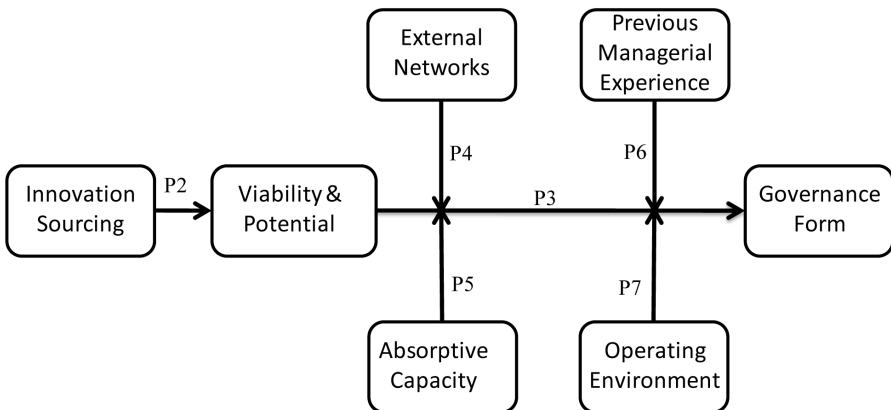 External
Networks
Previous
Managerial
Experience
P4
P6
Innovation
Sourcing
P2
Viability &
Potential
P3
Governance
Form
P5
P7
Absorptive
Capacity
Operating
Environment